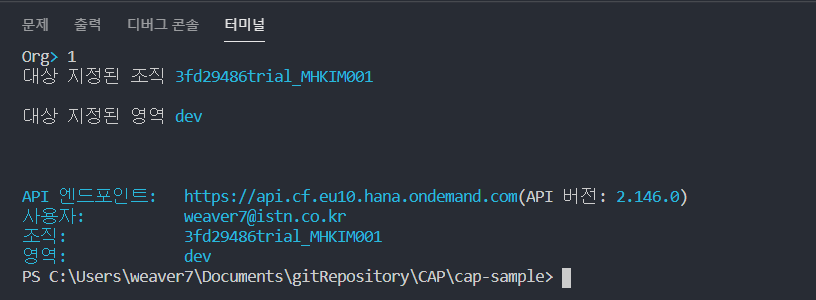 문제 출력 디버그 콘솔 터미널
Org> 1
대상 지정된 조직 3fd29486trial_MHKIM001
대상 지정된 영역 dev
API 엔드포인트: https://api.cf.eu10.hana.ondemand.com(API 버전: 2.146.0)
사용자: weaver7@istn.co.kr
조직: 3fd29486trial_MHKIM001
영역: dev
PS C:\Users\weaver7\Documents\gitRepository\CAP\cap-sample>